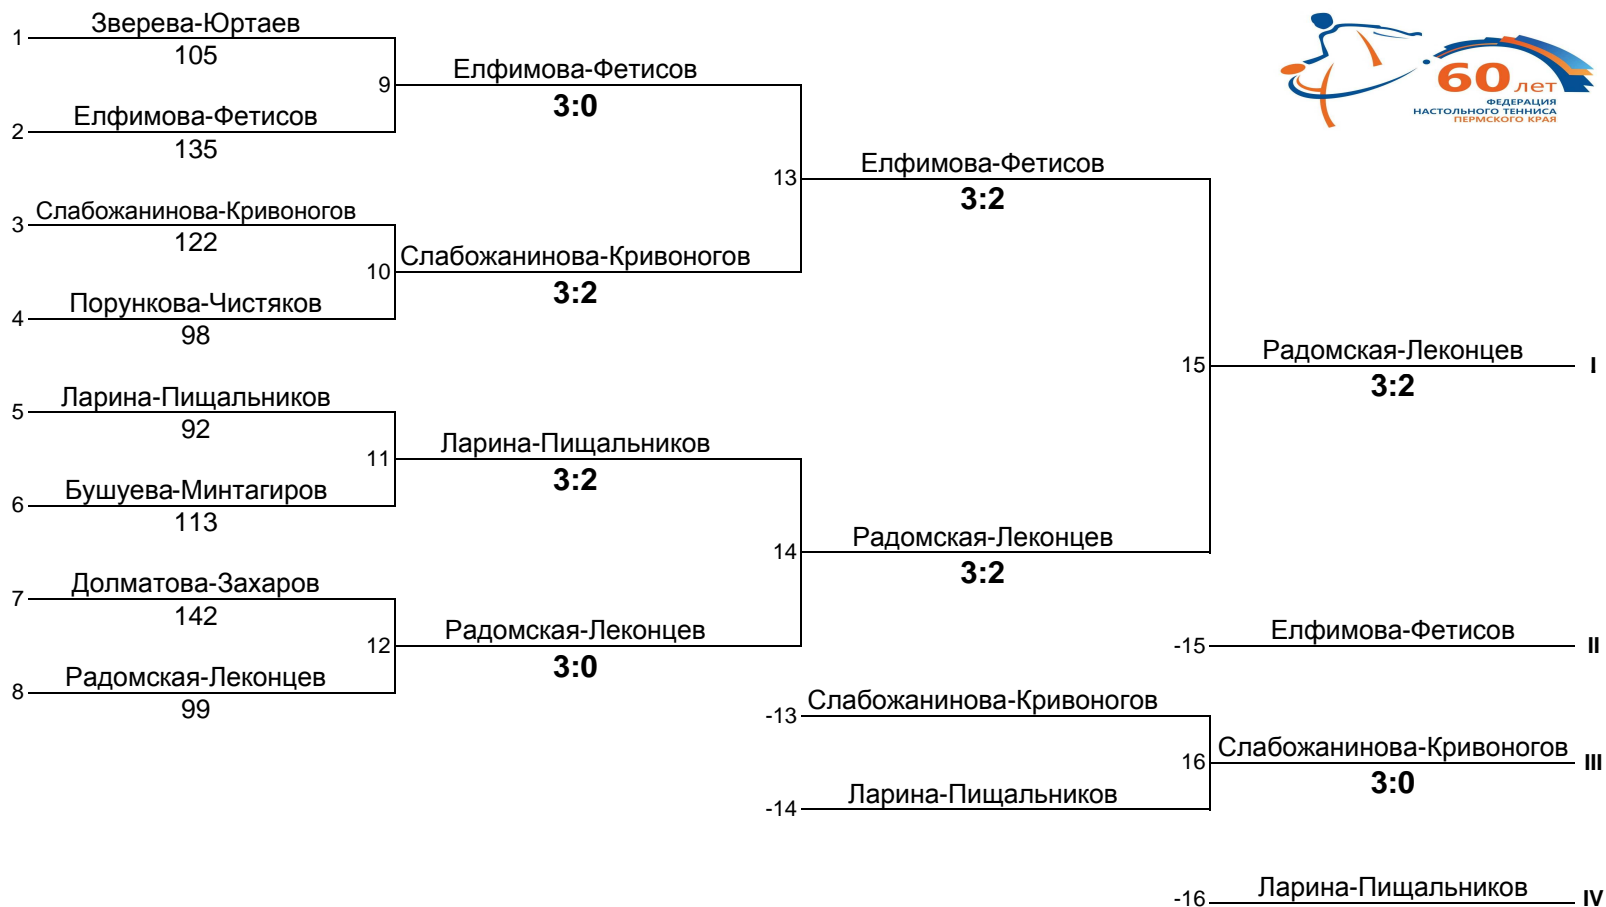 1 Зверева-Юртаев
105
9 Елфимова-Фетисов
3:0
2 Елфимова-Фетисов
135
60 лет
ФЕДЕРАЦИЯ
НАСТОЛЬНОГО ТЕННИСА
ПЕРМСКОГО КРАЯ
13 Елфимова-Фетисов
3:2
3 Слабожанинова-Кривоногов
122
10 Слабожанинова-Кривоногов
3:2
4 Порункова-Чистяков
98
15 Радомская-Леконцев I
3:2
5 Ларина-Пищальников
92
11 Ларина-Пищальников
3:2
6 Бушуева-Минтагиров
113
14 Радомская-Леконцев
3:2
7 Долматова-Захаров
142
12 Радомская-Леконцев
3:0
-15 Елфимова-Фетисов II
8 Радомская-Леконцев
99
-13 Слабожанинова-Кривоногов
16 Слабожанинова-Кривоногов III
3:0
-14 Ларина-Пищальников
-16 Ларина-Пищальников IV